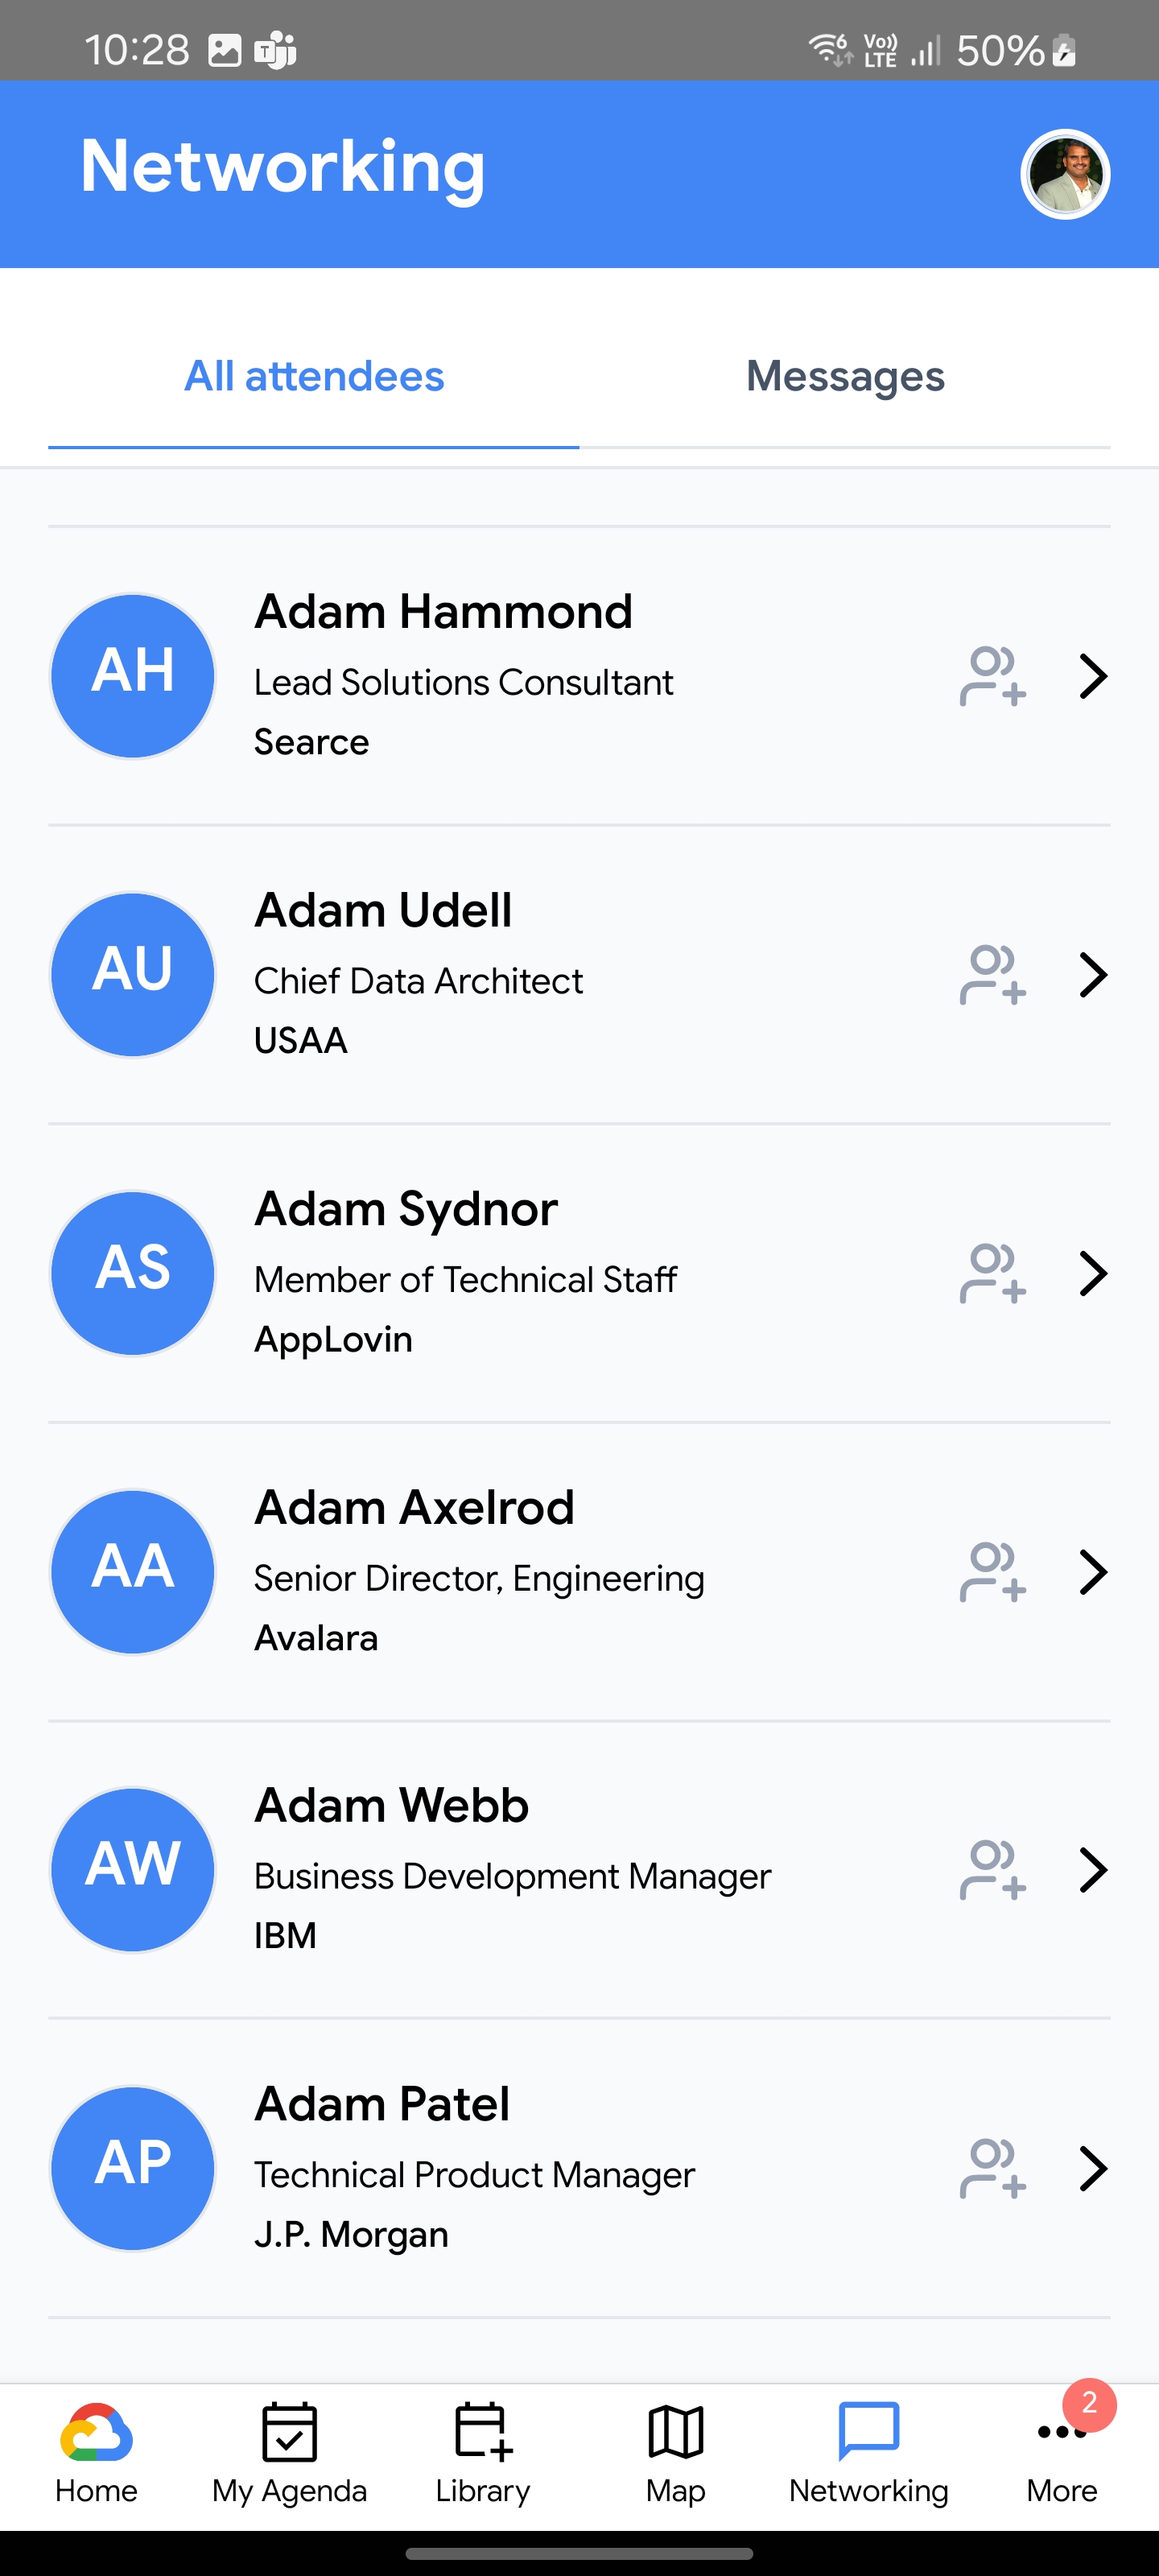 10:28
Vo)) LTE 50%
Networking
All attendees
Messages
AH
Adam Hammond
Lead Solutions Consultant
Searce
AU
Adam Udell
Chief Data Architect
USAA
AS
Adam Sydnor
Member of Technical Staff
AppLovin
AA
Adam Axelrod
Senior Director, Engineering
Avalara
AW
Adam Webb
Business Development Manager
IBM
AP
Adam Patel
Technical Product Manager
J.P. Morgan
2
Home
My Agenda
Library
Map
Networking
More